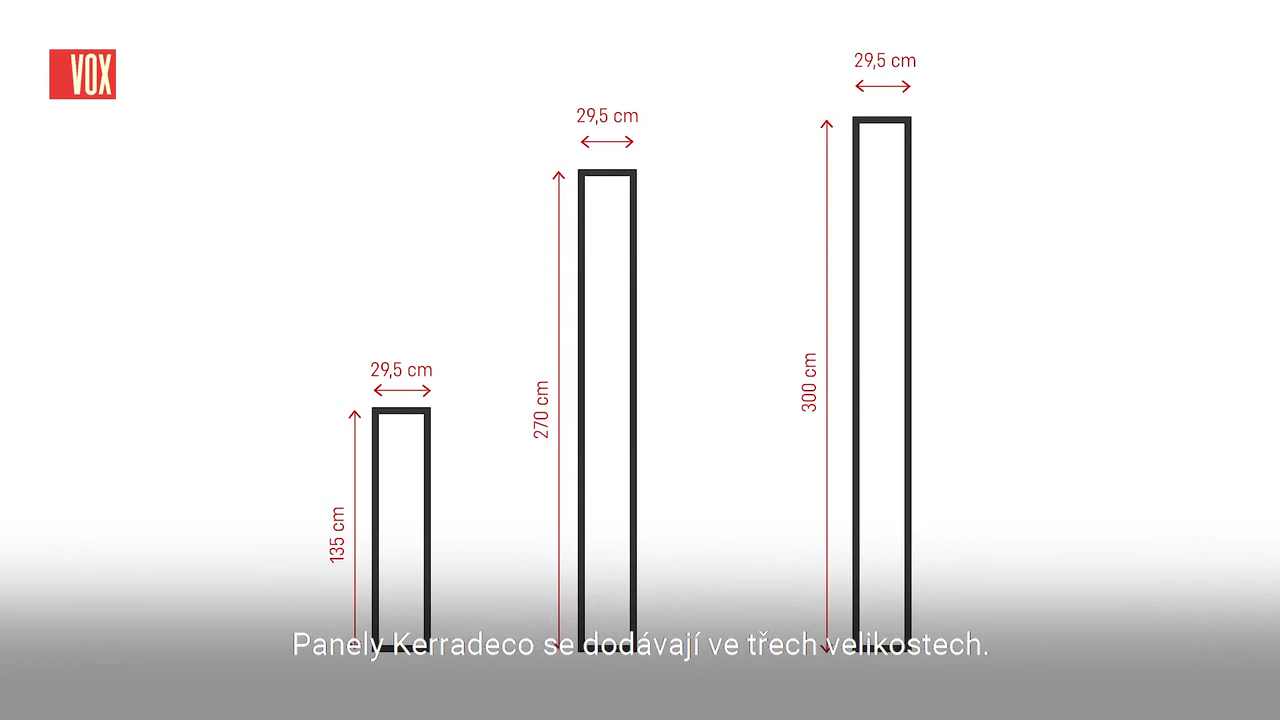 VOX
29,5 cm
29,5 cm
29,5 cm
300 cm
270 cm
135 cm
Panely Kerradeco se dodávají ve třech velikostech.